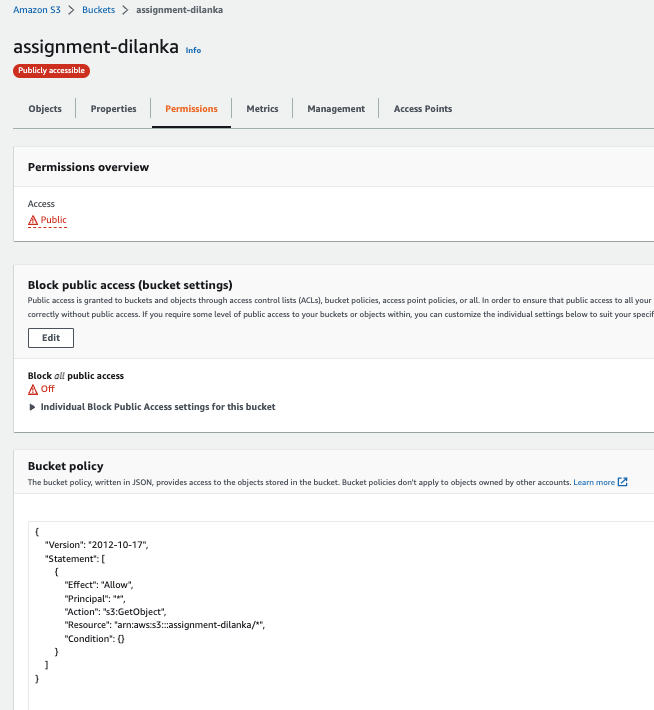 Amazon S3 > Buckets > assignment-dilanka
assignment-dilanka Info
Publicly accessible
Objects Properties Permissions Metrics Management Access Points
Permissions overview
Access
Public
Block public access (bucket settings)
Public access is granted to buckets and objects through access control lists (ACLs), bucket policies, access point policies, or all. In order to ensure that public access to all your
correctly without public access. If you require some level of public access to your buckets or objects within, you can customize the individual settings below to suit your specif
Edit
Block all public access
Off
Individual Block Public Access settings for this bucket
Bucket policy
The bucket policy, written in JSON, provides access to the objects stored in the bucket. Bucket policies don't apply to objects owned by other accounts. Learn more
{
"Version": "2012-10-17",
"Statement": [
{
"Effect": "Allow",
"Principal": "*",
"Action": "s3:GetObject",
"Resource": "arn:aws:s3:::assignment-dilanka/*",
"Condition": {}
}
]
}